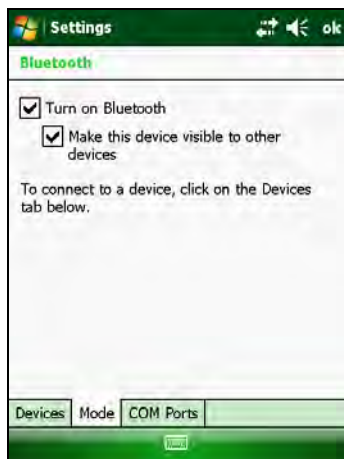 Settings
ok
Bluetooth
Turn on Bluetooth
Make this device visible to other
devices
To connect to a device, click on the Devices
tab below.
Devices
Mode
COM Ports